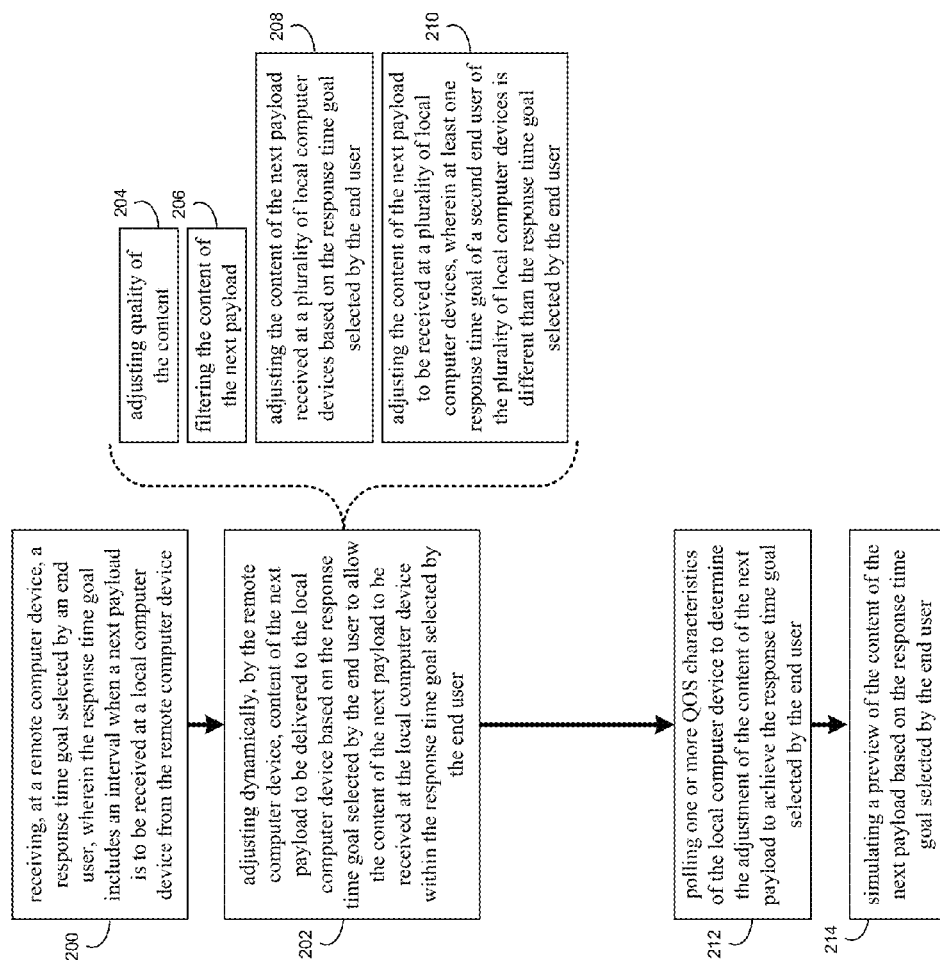 200
receiving, at a remote computer device, a
response time goal selected by an end
user, wherein the response time goal
includes an interval when a next payload
is to be received at a local computer
device from the remote computer device
202
adjusting dynamically, by the remote
computer device, content of the next
payload to be delivered to the local
computer device based on the response
time goal selected by the end user to allow
the content of the next payload to be
received at the local computer device
within the response time goal selected by
the end user
204
adjusting quality of
the content
206
filtering the content of
the next payload
208
adjusting the content of the next payload
received at a plurality of local computer
devices based on the response time goal
selected by the end user
210
adjusting the content of the next payload
to be received at a plurality of local
computer devices, wherein at least one
response time goal of a second end user of
the plurality of local computer devices is
different than the response time goal
selected by the end user
212
polling one or more QOS characteristics
of the local computer device to determine
the adjustment of the content of the next
payload to achieve the response time goal
selected by the end user
214
simulating a preview of the content of the
next payload based on the response time
goal selected by the end user